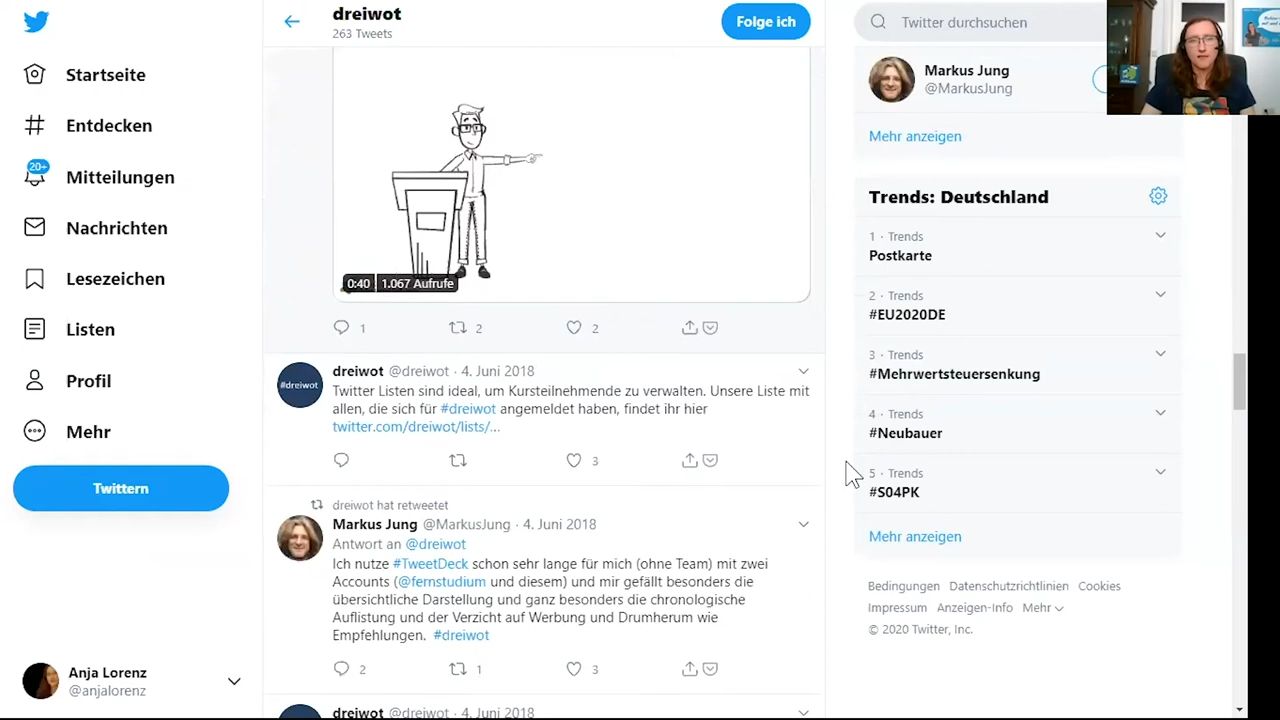 Startseite
Entdecken
20+
Mitteilungen
Nachrichten
Lesezeichen
Listen
Profil
Mehr
Twittern
Anja Lorenz
@anjalorenz
dreiwot
263 Tweets
Folge ich
0:40 1.067 Aufrufe
1 2 2
#dreiwot
dreiwot @dreiwot · 4. Juni 2018
Twitter Listen sind ideal, um Kursteilnehmende zu verwalten. Unsere Liste mit
allen, die sich für #dreiwot angemeldet haben, findet ihr hier
twitter.com/dreiwot/lists/...
3
dreiwot hat retweetet
Markus Jung @MarkusJung · 4. Juni 2018
Antwort an @dreiwot
Ich nutze #TweetDeck schon sehr lange für mich (ohne Team) mit zwei
Accounts (@fernstudium und diesem) und mir gefällt besonders die
übersichtliche Darstellung und ganz besonders die chronologische
Auflistung und der Verzicht auf Werbung und Drumherum wie
Empfehlungen. #dreiwot
2 1 3
dreiwot @dreiwot · 4. Juni 2018
Twitter durchsuchen
Markus Jung
@MarkusJung
Mehr anzeigen
Trends: Deutschland
1 · Trends
Postkarte
2 · Trends
#EU2020DE
3 · Trends
#Mehrwertsteuersenkung
4 · Trends
#Neubauer
5 · Trends
#S04PK
Mehr anzeigen
Bedingungen Datenschutzrichtlinien Cookies
Impressum Anzeigen-Info Mehr
© 2020 Twitter, Inc.